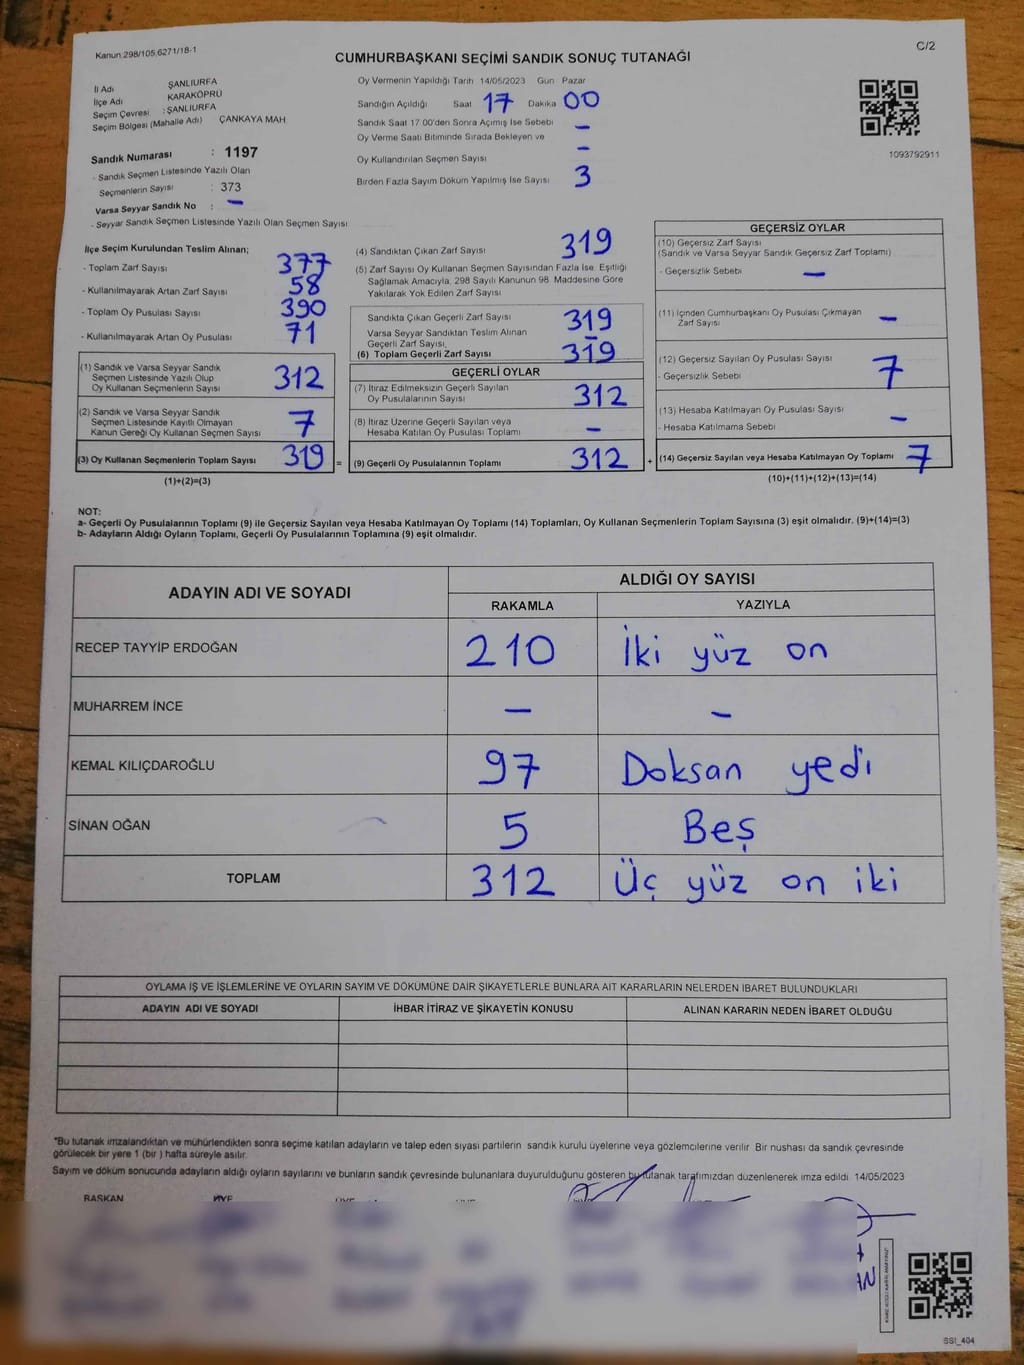 Kanun 298/105,6271/18-1
C/2
CUMHURBAŞKANI SEÇİMİ SANDIK SONUÇ TUTANAĞI
İl Adı ŞANLIURFA
İlçe Adı KARAKÖPRÜ
Seçim Çevresi : ŞANLIURFA
Seçim Bölgesi (Mahalle Adı) ÇANKAYA MAH
Sandık Numarası : 1197
- Sandık Seçmen Listesinde Yazılı Olan
Seçmenlerin Sayısı : 373
Varsa Seyyar Sandık No : –
- Seyyar Sandık Seçmen Listesinde Yazılı Olan Seçmen Sayısı
Oy Vermenin Yapıldığı Tarih 14/05/2023 Gün Pazar
Sandığın Açıldığı Saat 17 Dakika 00
Sandık Saat 17.00'den Sonra Açılmış İse Sebebi –
Oy Verme Saati Bitiminde Sırada Bekleyen ve
Oy Kullandırılan Seçmen Sayısı –
Birden Fazla Sayım Döküm Yapılmış İse Sayısı 3
1093792911
İlçe Seçim Kurulundan Teslim Alınan;
- Toplam Zarf Sayısı 377
- Kullanılmayarak Artan Zarf Sayısı 58
- Toplam Oy Pusulası Sayısı 390
- Kullanılmayarak Artan Oy Pusulası 71
(1) Sandık ve Varsa Seyyar Sandık
Seçmen Listesinde Yazılı Olup
Oy Kullanan Seçmenlerin Sayısı 312
(2) Sandık ve Varsa Seyyar Sandık
Seçmen Listesinde Kayıtlı Olmayan
Kanun Gereği Oy Kullanan Seçmen Sayısı 7
(3) Oy Kullanan Seçmenlerin Toplam Sayısı 319 =
(1)+(2)=(3)
(4) Sandıktan Çıkan Zarf Sayısı 319
(5) Zarf Sayısı Oy Kullanan Seçmen Sayısından Fazla İse, Eşitliği
Sağlamak Amacıyla, 298 Sayılı Kanunun 98. Maddesine Göre
Yakılarak Yok Edilen Zarf Sayısı
Sandıkta Çıkan Geçerli Zarf Sayısı 319
Varsa Seyyar Sandıktan Teslim Alınan
Geçerli Zarf Sayısı, –
(6) Toplam Geçerli Zarf Sayısı 319
GEÇERLİ OYLAR
(7) İtiraz Edilmeksizin Geçerli Sayılan
Oy Pusulalarının Sayısı 312
(8) İtiraz Üzerine Geçerli Sayılan veya
Hesaba Katılan Oy Pusulası Toplamı –
(9) Geçerli Oy Pusulalarının Toplamı 312 +
GEÇERSİZ OYLAR
(10) Geçersiz Zarf Sayısı
(Sandık ve Varsa Seyyar Sandık Geçersiz Zarf Toplamı)
- Geçersizlik Sebebi –
(11) İçinden Cumhurbaşkanı Oy Pusulası Çıkmayan
Zarf Sayısı –
(12) Geçersiz Sayılan Oy Pusulası Sayısı
- Geçersizlik Sebebi 7
(13) Hesaba Katılmayan Oy Pusulası Sayısı
- Hesaba Katılmama Sebebi –
(14) Geçersiz Sayılan veya Hesaba Katılmayan Oy Toplamı 7
(10)+(11)+(12)+(13)=(14)
NOT:
a- Geçerli Oy Pusulalarının Toplamı (9) ile Geçersiz Sayılan veya Hesaba Katılmayan Oy Toplamı (14) Toplamları, Oy Kullanan Seçmenlerin Toplam Sayısına (3) eşit olmalıdır. (9)+(14)=(3)
b- Adayların Aldığı Oyların Toplamı, Geçerli Oy Pusulalarının Toplamına (9) eşit olmalıdır.
ADAYIN ADI VE SOYADI ALDIĞI OY SAYISI
RAKAMLA YAZIYLA
RECEP TAYYİP ERDOĞAN 210 İki yüz on
MUHARREM İNCE – –
KEMAL KILIÇDAROĞLU 97 Doksan yedi
SİNAN OĞAN 5 Beş
TOPLAM 312 Üç yüz on iki
OYLAMA İŞ VE İŞLEMLERİNE VE OYLARIN SAYIM VE DÖKÜMÜNE DAİR ŞİKAYETLERLE BUNLARA AİT KARARLARIN NELERDEN İBARET BULUNDUKLARI
ADAYIN ADI VE SOYADI İHBAR İTİRAZ VE ŞİKAYETİN KONUSU ALINAN KARARIN NEDEN İBARET OLDUĞU
*Bu tutanak imzalandıktan ve mühürlendikten sonra seçime katılan adayların ve talep eden siyasi partilerin sandık kurulu üyelerine veya gözlemcilerine verilir. Bir nushası da sandık çevresinde
görülecek bir yere 1 (bir ) hafta süreyle asılır.
Sayım ve döküm sonucunda adayların aldığı oyların sayılarını ve bunların sandık çevresinde bulunanlara duyurulduğunu gösteren bu tutanak tarafımızdan düzenlenerek imza edildi. 14/05/2023
BAŞKAN ÜYE ÜYE ÜYE
SSI_404